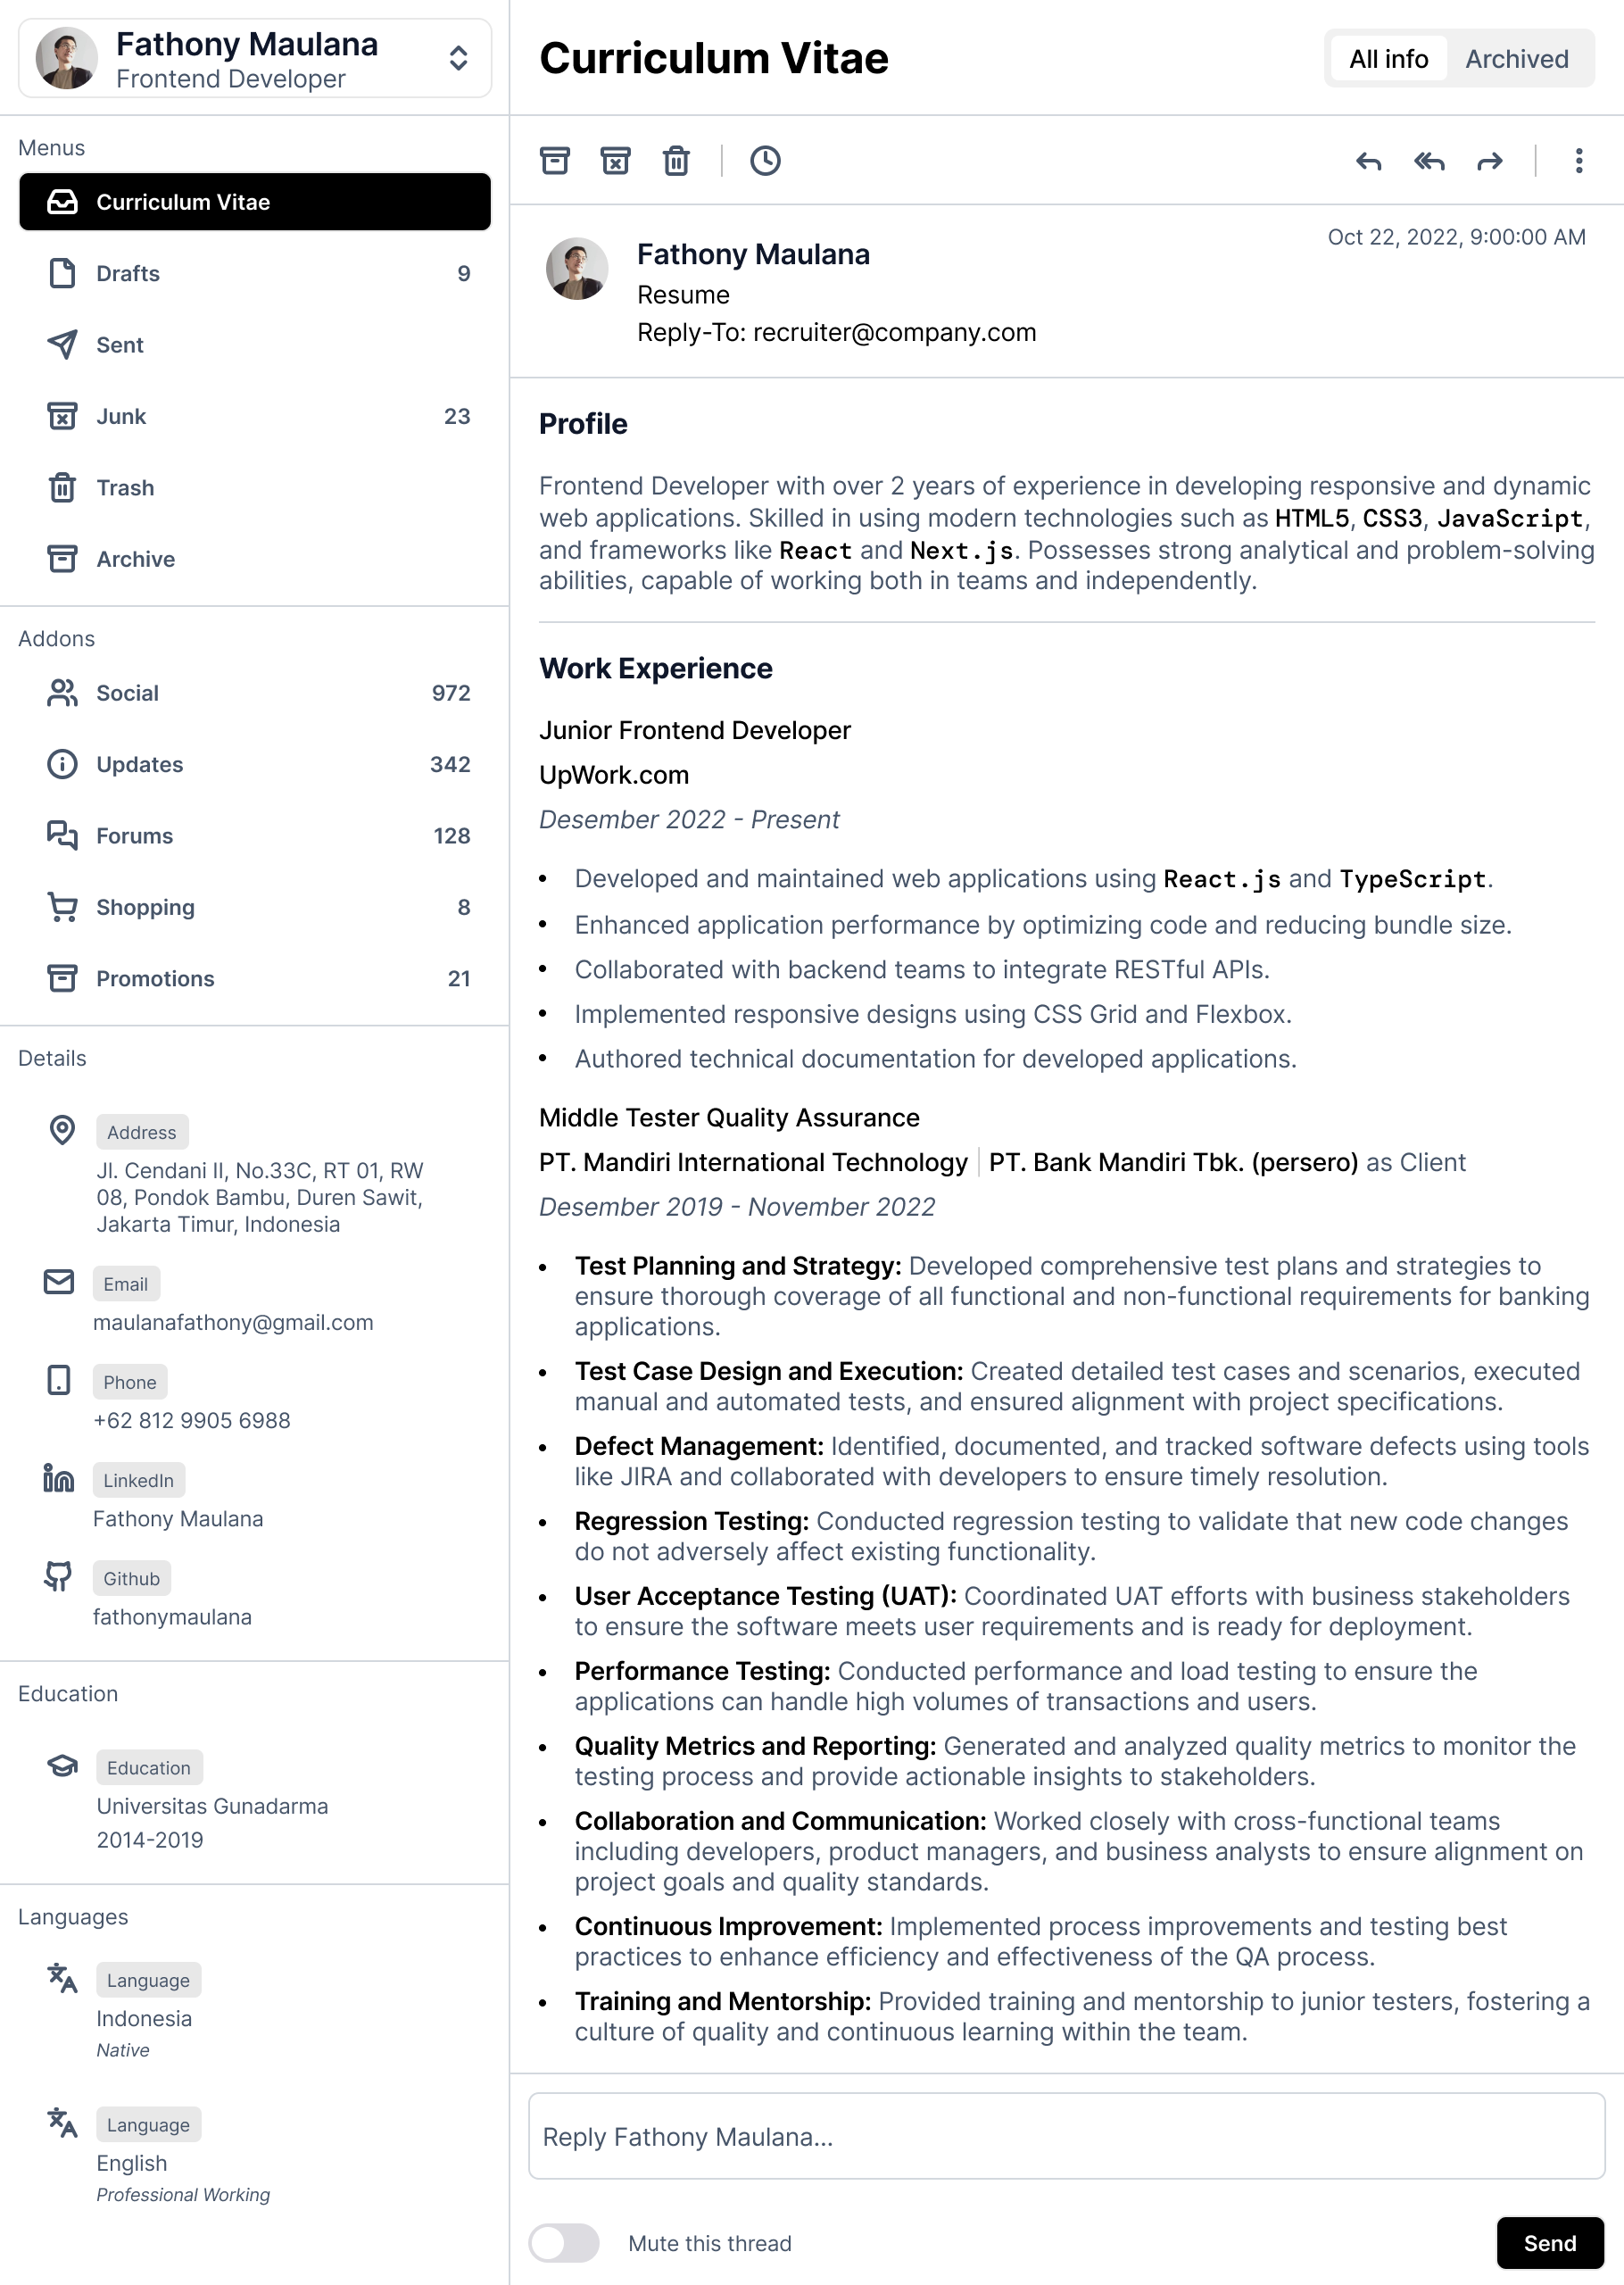 Fathony Maulana
Frontend Developer
Menus
Curriculum Vitae
Drafts 9
Sent
Junk 23
Trash
Archive
Addons
Social 972
Updates 342
Forums 128
Shopping 8
Promotions 21
Details
Address
Jl. Cendani II, No.33C, RT 01, RW
08, Pondok Bambu, Duren Sawit,
Jakarta Timur, Indonesia
Email
maulanafathony@gmail.com
Phone
+62 812 9905 6988
LinkedIn
Fathony Maulana
Github
fathonymaulana
Education
Education
Universitas Gunadarma
2014-2019
Languages
Language
Indonesia
Native
Language
English
Professional Working
Curriculum Vitae
All info Archived
Fathony Maulana
Oct 22, 2022, 9:00:00 AM
Resume
Reply-To: recruiter@company.com
Profile
Frontend Developer with over 2 years of experience in developing responsive and dynamic
web applications. Skilled in using modern technologies such as HTML5, CSS3, JavaScript,
and frameworks like React and Next.js. Possesses strong analytical and problem-solving
abilities, capable of working both in teams and independently.
Work Experience
Junior Frontend Developer
UpWork.com
Desember 2022 - Present
• Developed and maintained web applications using React.js and TypeScript.
• Enhanced application performance by optimizing code and reducing bundle size.
• Collaborated with backend teams to integrate RESTful APIs.
• Implemented responsive designs using CSS Grid and Flexbox.
• Authored technical documentation for developed applications.
Middle Tester Quality Assurance
PT. Mandiri International Technology | PT. Bank Mandiri Tbk. (persero) as Client
Desember 2019 - November 2022
• Test Planning and Strategy: Developed comprehensive test plans and strategies to
ensure thorough coverage of all functional and non-functional requirements for banking
applications.
• Test Case Design and Execution: Created detailed test cases and scenarios, executed
manual and automated tests, and ensured alignment with project specifications.
• Defect Management: Identified, documented, and tracked software defects using tools
like JIRA and collaborated with developers to ensure timely resolution.
• Regression Testing: Conducted regression testing to validate that new code changes
do not adversely affect existing functionality.
• User Acceptance Testing (UAT): Coordinated UAT efforts with business stakeholders
to ensure the software meets user requirements and is ready for deployment.
• Performance Testing: Conducted performance and load testing to ensure the
applications can handle high volumes of transactions and users.
• Quality Metrics and Reporting: Generated and analyzed quality metrics to monitor the
testing process and provide actionable insights to stakeholders.
• Collaboration and Communication: Worked closely with cross-functional teams
including developers, product managers, and business analysts to ensure alignment on
project goals and quality standards.
• Continuous Improvement: Implemented process improvements and testing best
practices to enhance efficiency and effectiveness of the QA process.
• Training and Mentorship: Provided training and mentorship to junior testers, fostering a
culture of quality and continuous learning within the team.
Reply Fathony Maulana...
Mute this thread
Send